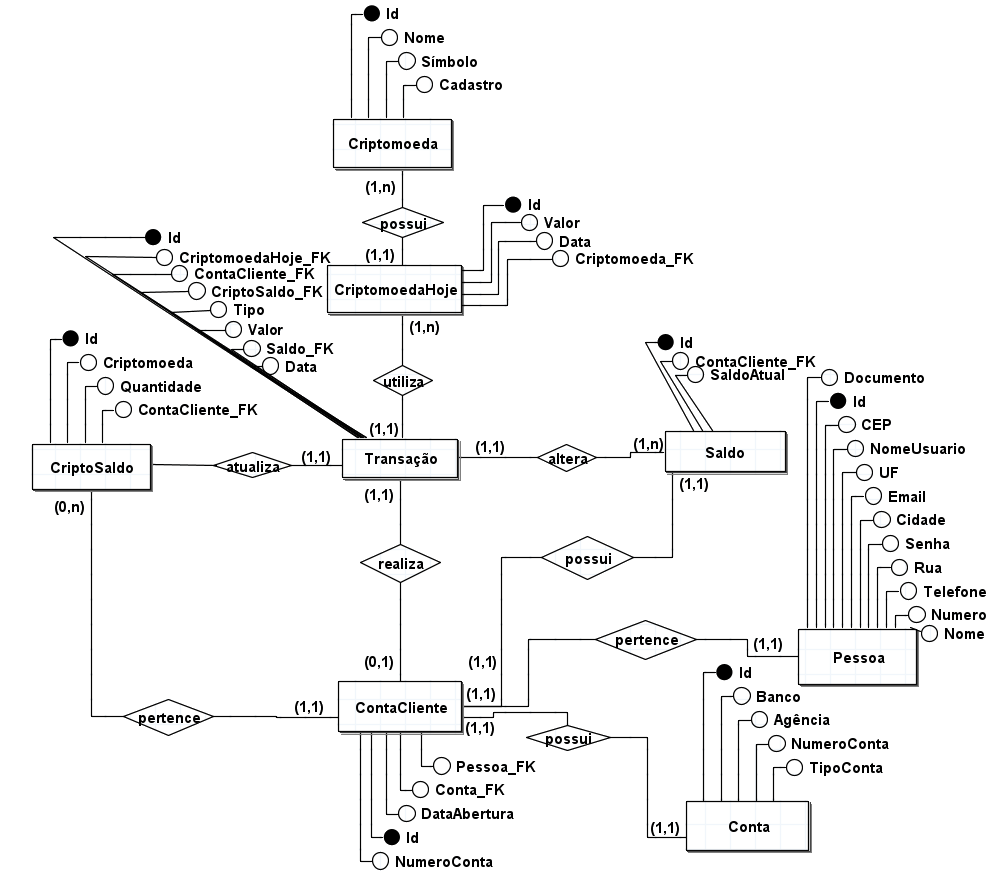 Id
Nome
Símbolo
Cadastro
Criptomoeda
(1,n)
possui
(1,1)
Id
Valor
Data
Criptomoeda_FK
CriptomoedaHoje
(1,n)
Id
CriptomoedaHoje_FK
ContaCliente_FK
CriptoSaldo_FK
Tipo
Valor
Saldo_FK
Data
Id
Criptomoeda
Quantidade
ContaCliente_FK
CriptoSaldo
(0,n)
utiliza
(1,1)
Transação
(1,1)
atualiza
(1,1)
(1,1)
altera
(1,n)
Id
ContaCliente_FK
SaldoAtual
Saldo
(1,1)
Documento
Id
CEP
NomeUsuario
UF
Email
Cidade
Senha
Rua
Telefone
Numero
Nome
Pessoa
realiza
possui
(0,1)
(1,1)
pertence
(1,1)
pertence
(1,1)
ContaCliente
(1,1)
(1,1)
possui
(1,1)
Id
Banco
Agência
NumeroConta
TipoConta
Conta
Pessoa_FK
Conta_FK
DataAbertura
Id
NumeroConta